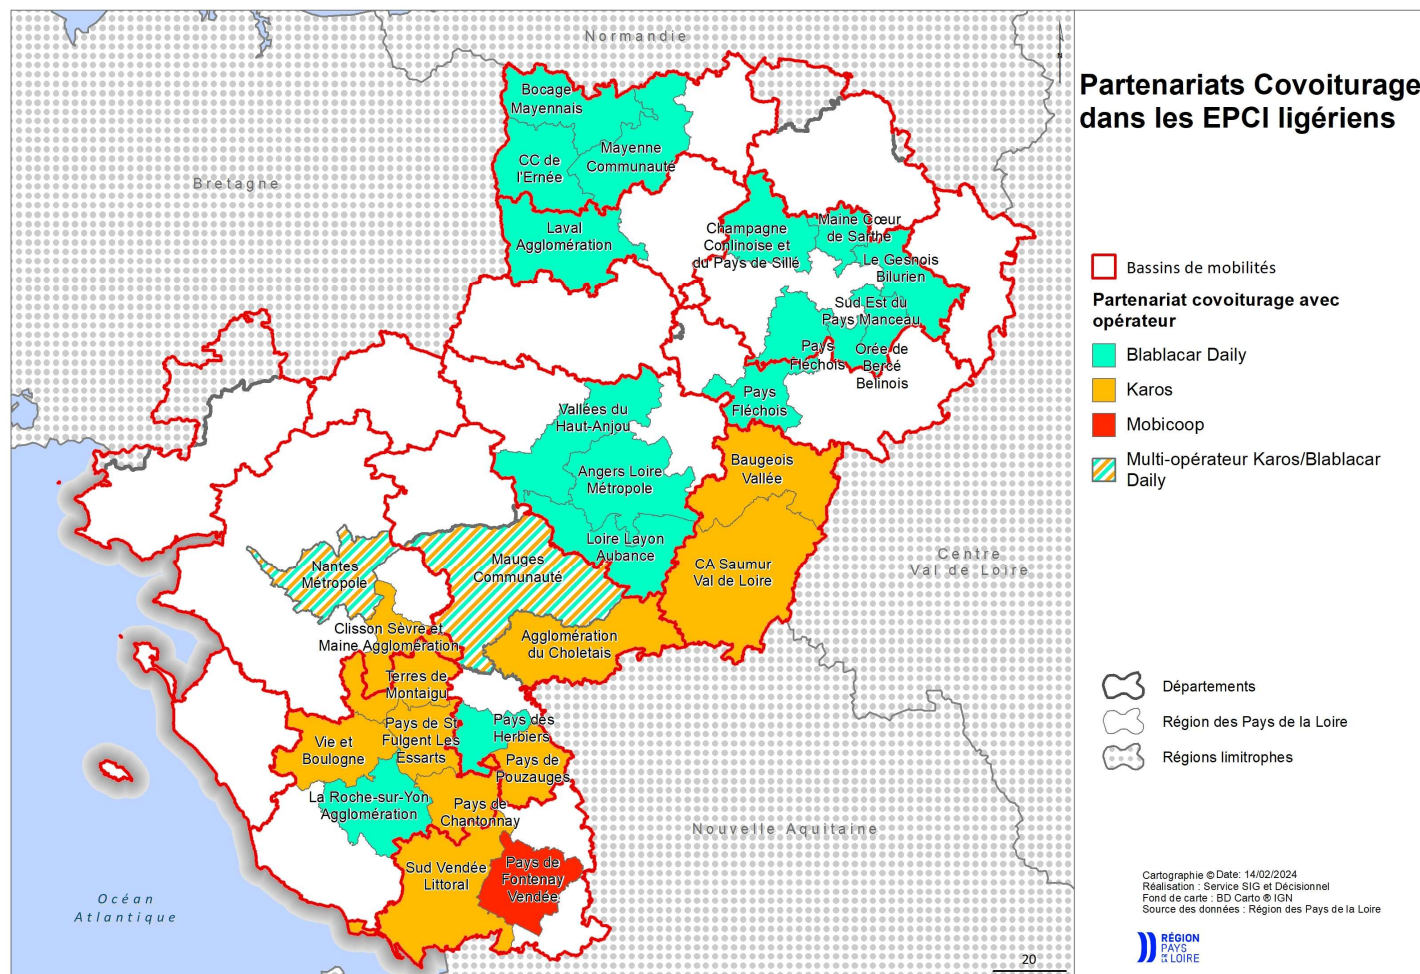 Partenariats Covoiturage
dans les EPCI ligériens
Normandie
Bretagne
Centre
Val de Loire
Nouvelle Aquitaine
Océan
Atlantique
Bocage
Mayennais
CC de
l'Ernée
Mayenne
Communauté
Laval
Agglomération
Champagne
Conlinoise et
du Pays de Sillé
Maine Cœur
de Sarthe
Le Gesnois
Bilurien
Sud Est du
Pays Manceau
Pays
Fléchois
Orée de
Bercé
Belinois
Pays
Fléchois
Vallées du
Haut-Anjou
Angers Loire
Métropole
Baugeois
Vallée
Loire Layon
Aubance
CA Saumur
Val de Loire
Nantes
Métropole
Mauges
Communauté
Clisson Sèvre et
Maine Agglomération
Agglomération
du Choletais
Terres de
Montaigu
Vie et
Boulogne
Pays de St
Fulgent Les
Essarts
Pays des
Herbiers
Pays de
Pouzauges
La Roche-sur-Yon
Agglomération
Pays de
Chantonnay
Sud Vendée
Littoral
Pays de
Fontenay
Vendée
20
Bassins de mobilités
Partenariat covoiturage avec
opérateur
Blablacar Daily
Karos
Mobicoop
Multi-opérateur Karos/Blablacar
Daily
Départements
Région des Pays de la Loire
Régions limitrophes
Cartographie © Date: 14/02/2024
Réalisation : Service SIG et Décisionnel
Fond de carte : BD Carto ® IGN
Source des données : Région des Pays de la Loire
RÉGION
PAYS
DE LA LOIRE